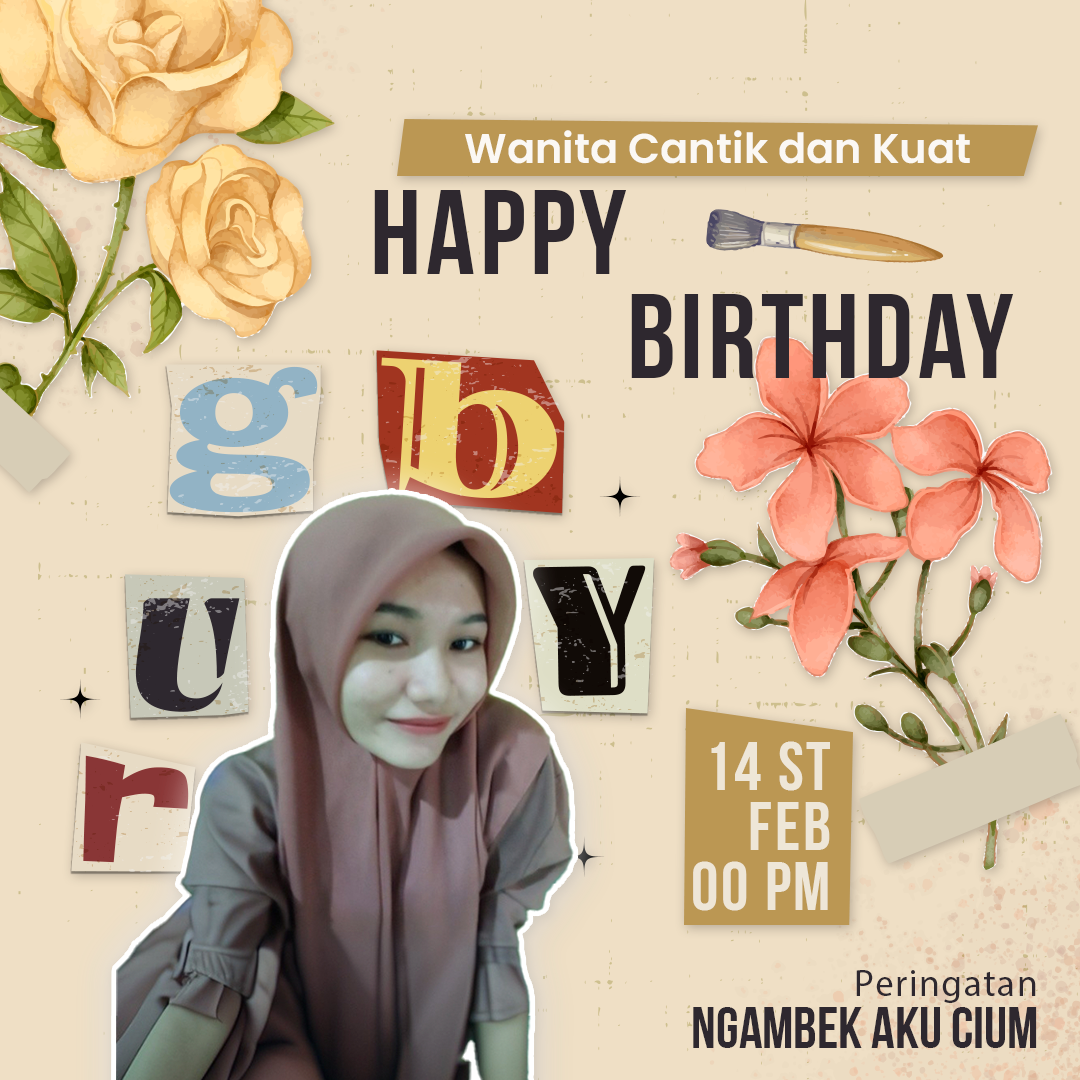 Wanita Cantik dan Kuat
HAPPY
BIRTHDAY
g b
u Y
r
14 ST
FEB
00 PM
Peringatan
NGAMBEK AKU CIUM